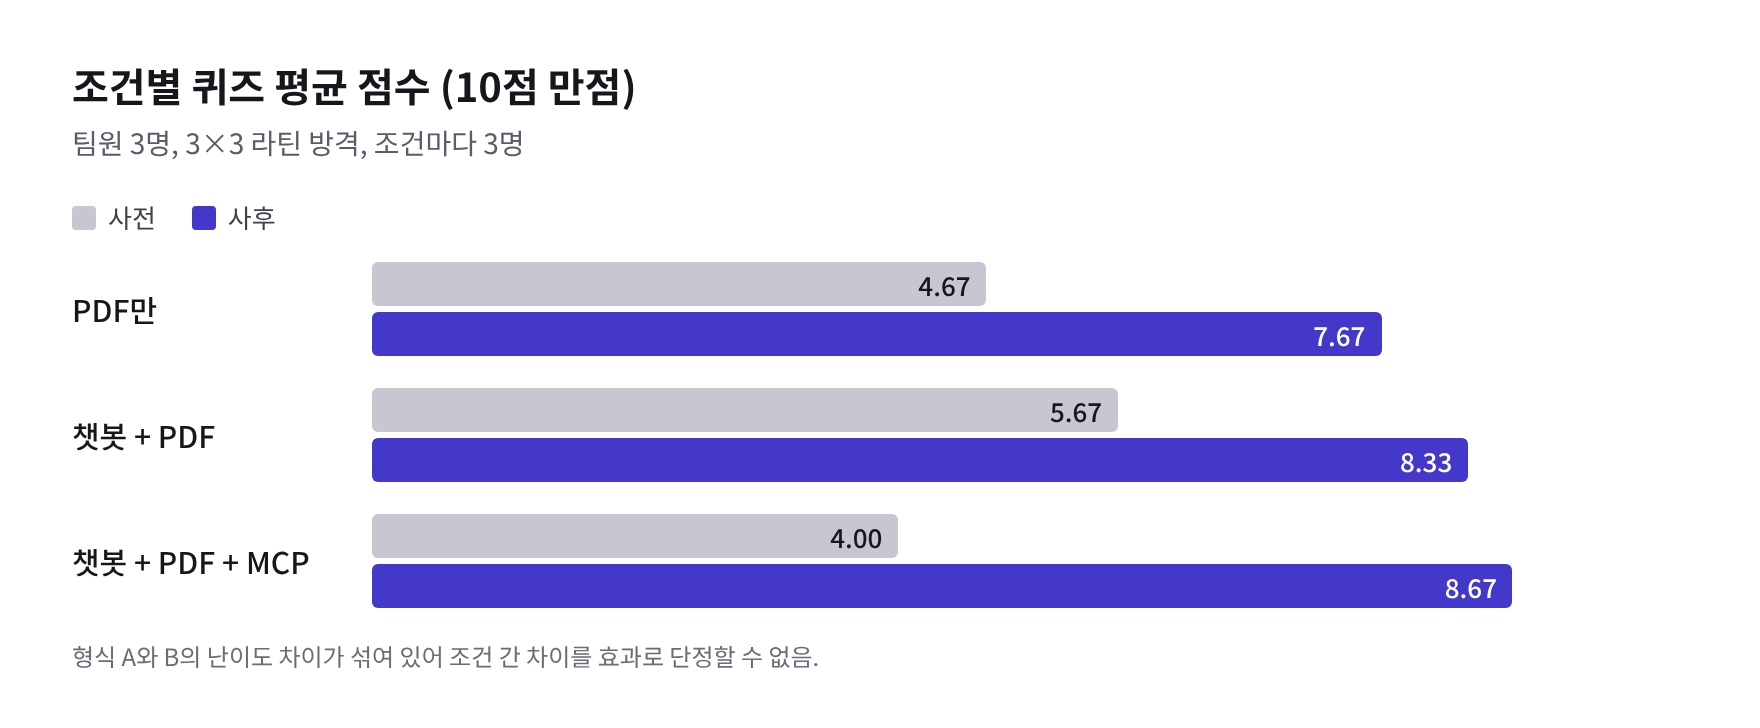 조건별 퀴즈 평균 점수 (10점 만점)
팀원 3명, 3×3 라틴 방격, 조건마다 3명
사전 사후
PDF만
4.67
7.67
챗봇 + PDF
5.67
8.33
챗봇 + PDF + MCP
4.00
8.67
형식 A와 B의 난이도 차이가 섞여 있어 조건 간 차이를 효과로 단정할 수 없음.